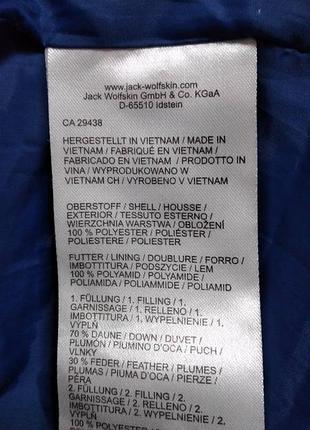 www.jack-wolfskin.com
Jack Wolfskin GmbH & Co. KGaA
D-65510 Idstein
CA 29438
HERGESTELLT IN VIETNAM / MADE IN
VIETNAM / FABRIQUÉ EN VIETNAM /
FABRICADO EN VIETNAM / PRODOTTO IN
VINA / WYPRODUKOWANO W
VIETNAM CH / VYROBENO V VIETNAM
OBERSTOFF / SHELL / HOUSSE /
EXTERIOR / TESSUTO ESTERNO /
WIERZCHNIA WARSTWA / OBLOŽENÍ
100 % POLYESTER / POLIÉSTER /
POLIESTERE / POLIESTER
FUTTER / LINING / DOUBLURE / FORRO /
IMBOTTITURA / PODSZYCIE / LEM
100 % POLYAMID / POLYAMIDE /
POLIAMIDA / POLIAMMIDE / POLIAMID
1. FÜLLUNG / 1. FILLING / 1.
GARNISSAGE / 1. RELLENO / 1.
IMBOTTITURA / 1. WYPEŁNIENIE / 1.
VÝPLŇ
70 % DAUNE / DOWN / DUVET /
PLUMÓN / PIUMINO D'OCA / PUCH /
VLNKY
30 % FEDER / FEATHER / PLUMES /
PLUMAS / PIUMA D'OCA / PIERZE /
PÉRA
2. FÜLLUNG / 2. FILLING / 2.
GARNISSAGE / 2. RELLENO / 2.
IMBOTTITURA / 2. WYPEŁNIENIE / 2.
VÝPLŇ